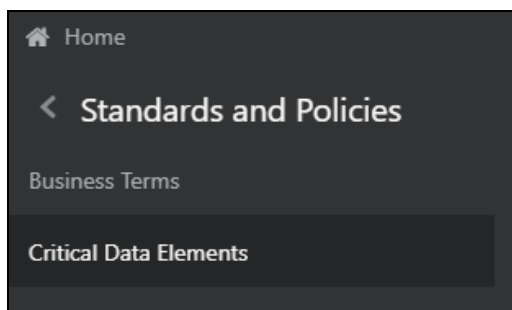 Home
Standards and Policies
Business Terms
Critical Data Elements